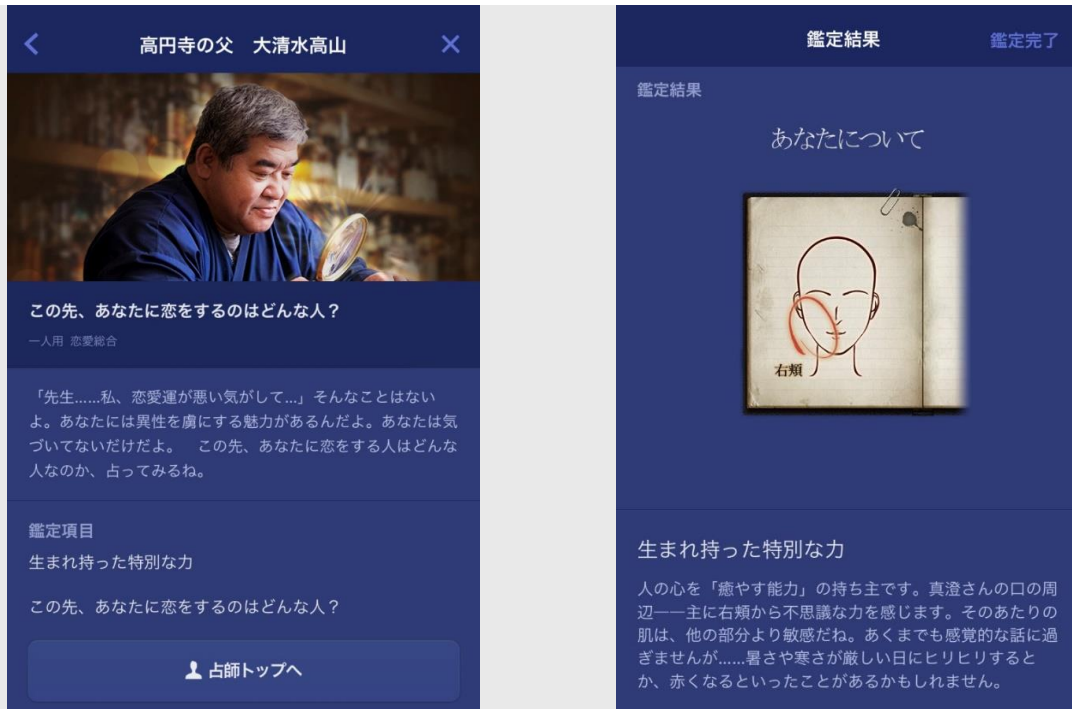 高円寺の父　大清水高山
この先、あなたに恋をするのはどんな人？
一人用 恋愛総合
「先生……私、恋愛運が悪い気がして…」そんなことはない
よ。あなたには異性を虜にする魅力があるんだよ。あなたは気
づいてないだけだよ。　この先、あなたに恋をする人はどんな
人なのか、占ってみるね。
鑑定項目
生まれ持った特別な力
この先、あなたに恋をするのはどんな人？
占師トップへ
鑑定結果
鑑定完了
鑑定結果
あなたについて
右頬
生まれ持った特別な力
人の心を「癒やす能力」の持ち主です。真澄さんの口の周
辺――主に右頬から不思議な力を感じます。そのあたりの
肌は、他の部分より敏感だね。あくまでも感覚的な話に過
ぎませんが……暑さや寒さが厳しい日にヒリヒリすると
か、赤くなるといったことがあるかもしれません。